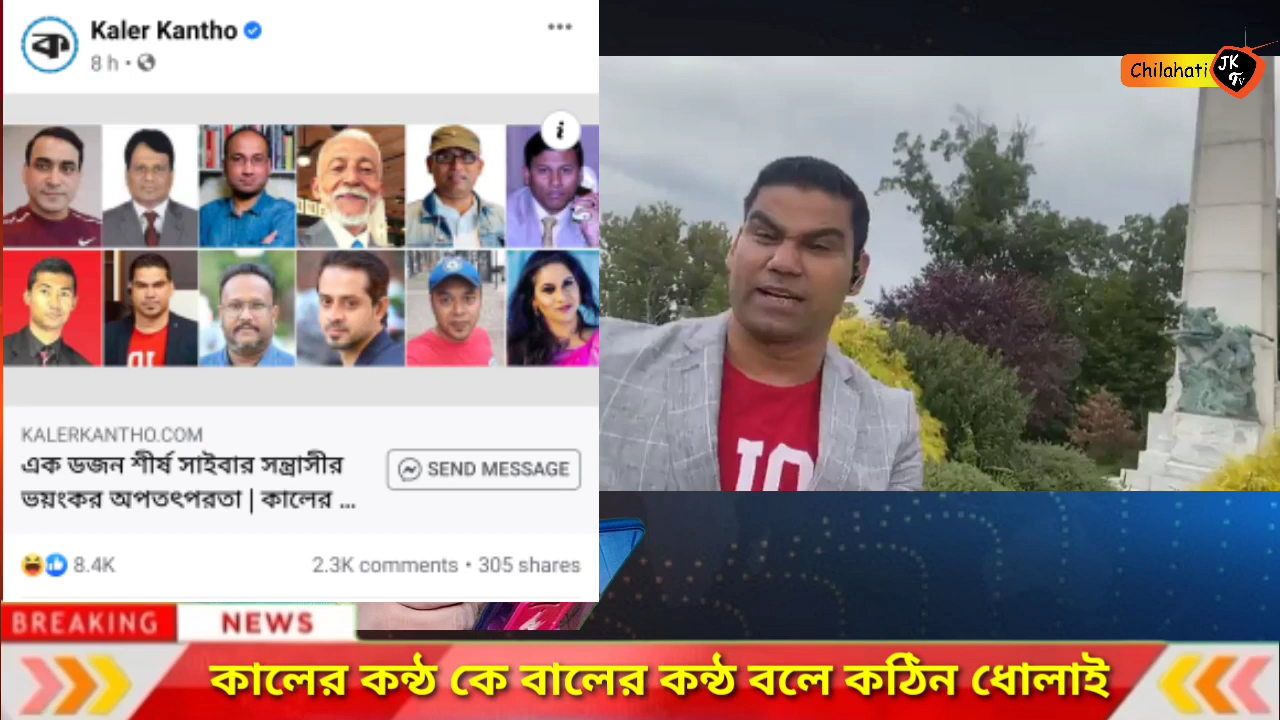 Kaler Kantho
8 h
Chilahati JK Tv
KALERKANTHO.COM
এক ডজন শীর্ষ সাইবার সন্ত্রাসীর
ভয়ংকর অপতৎপরতা | কালের ...
SEND MESSAGE
8.4K
2.3K comments • 305 shares
BREAKING NEWS
কালের কন্ঠ কে বালের কন্ঠ বলে কঠিন ধোলাই